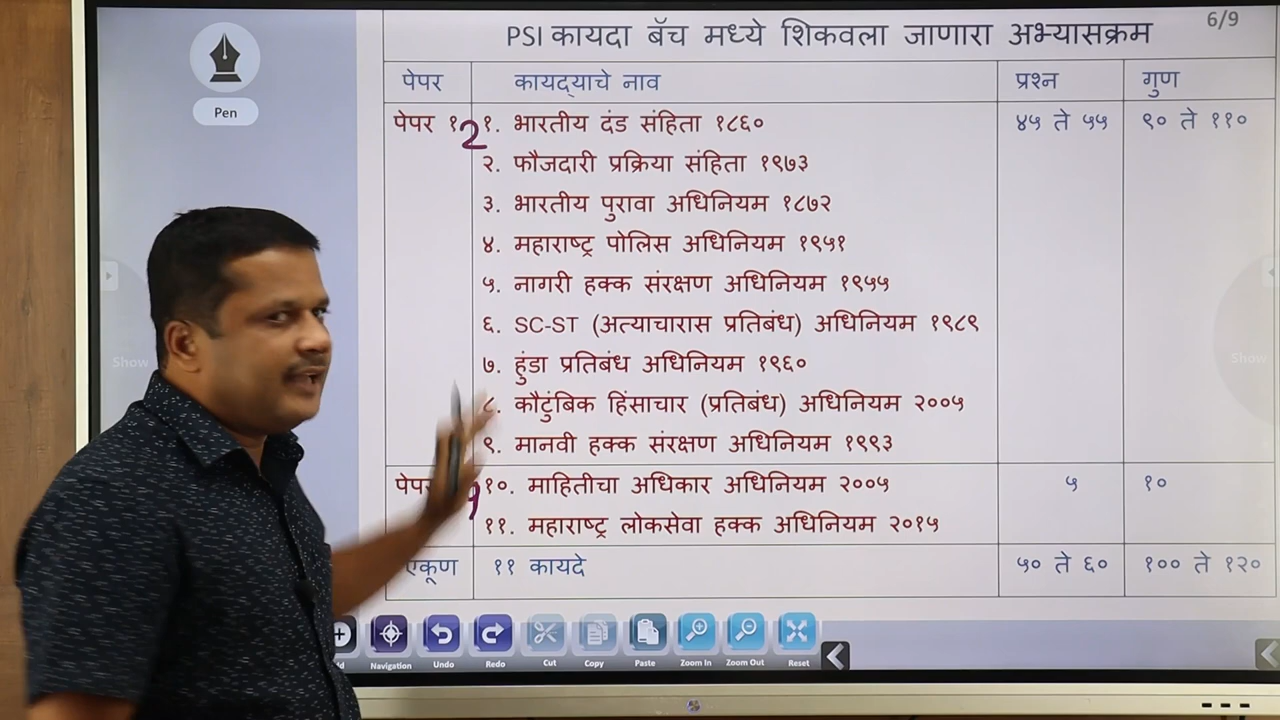 6/9
PSI कायदा बॅच मध्ये शिकवला जाणारा अभ्यासक्रम
Pen
पेपर कायद्याचे नाव प्रश्न गुण
पेपर १ 2 १. भारतीय दंड संहिता १८६० ४५ ते ५५ ९० ते ११०
२. फौजदारी प्रक्रिया संहिता १९७३
३. भारतीय पुरावा अधिनियम १८७२
४. महाराष्ट्र पोलिस अधिनियम १९५१
५. नागरी हक्क संरक्षण अधिनियम १९५५
६. SC-ST (अत्याचारास प्रतिबंध) अधिनियम १९८९
Show Show
७. हुंडा प्रतिबंध अधिनियम १९६०
८. कौटुंबिक हिंसाचार (प्रतिबंध) अधिनियम २००५
९. मानवी हक्क संरक्षण अधिनियम १९९३
पेपर १०. माहितीचा अधिकार अधिनियम २००५ ५ १०
११. महाराष्ट्र लोकसेवा हक्क अधिनियम २०१५
एकूण ११ कायदे ५० ते ६० १०० ते १२०
Navigation Undo Redo Cut Copy Paste Zoom In Zoom Out Reset